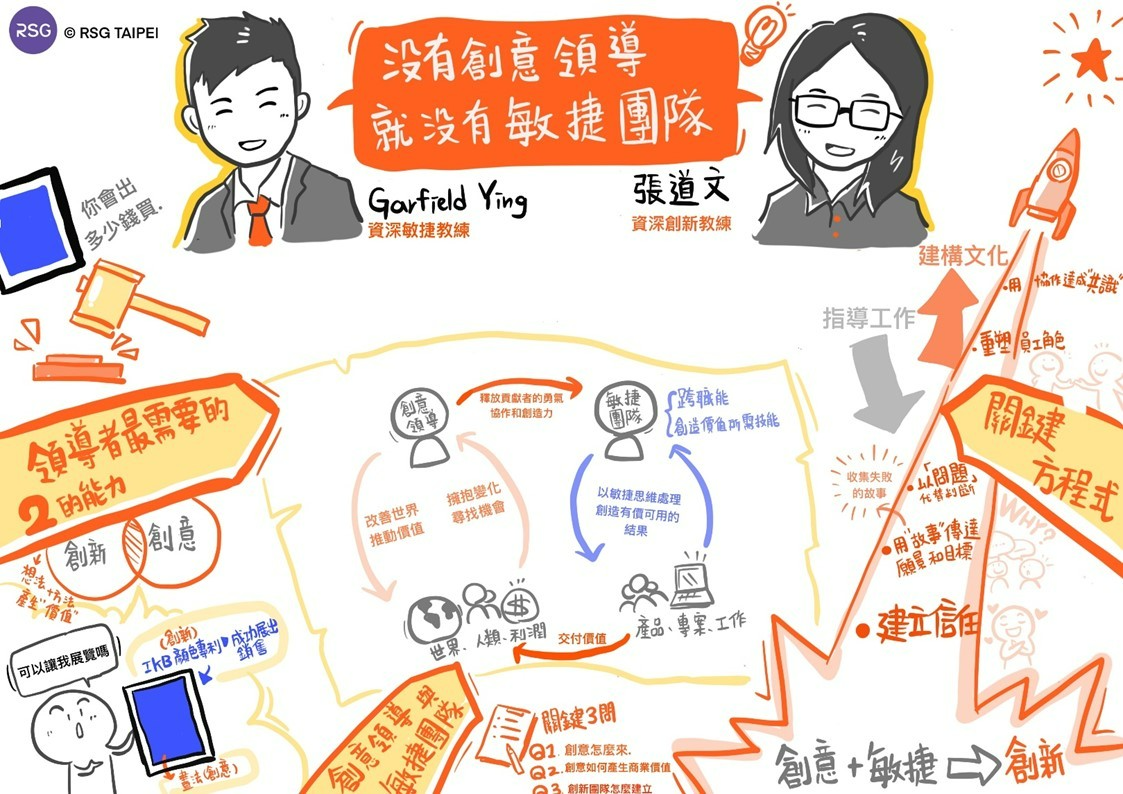 RSG © RSG TAIPEI
没有創意領導
就没有敏捷團隊
Garfield Ying
資深敏捷教練
張道文
資深創新教練
你會出
多少錢買.
領導者最需要的
2的能力
創新
創意
想法、方法
產生"價值"
可以讓我展覽嗎
(創新)
IKB顏色專利
成功展出
銷售
畫法(創意)
創意
領導
釋放貢獻者的勇氣
協作和創造力
敏捷
團隊
跨職能
創造價值所需技能
改善世界
推動價值
擁抱變化
尋找機會
以敏捷思維處理
創造有價可用的
結果
世界、人類、利潤
交付價值
產品、專案、工作
創意領導與
敏捷團隊
關鍵3問
Q1. 創意怎麼來.
Q2. 創意如何產生商業價值
Q3. 創新團隊怎麼建立
建構文化
指導工作
•用 協作達成"共識"
•重塑 員工角色
關鍵
方程式
收集失敗
的故事
•以「問題」
代替判斷
WHY?
•用"故事"傳達
願景和目標
•建立信任
創意+敏捷
創新